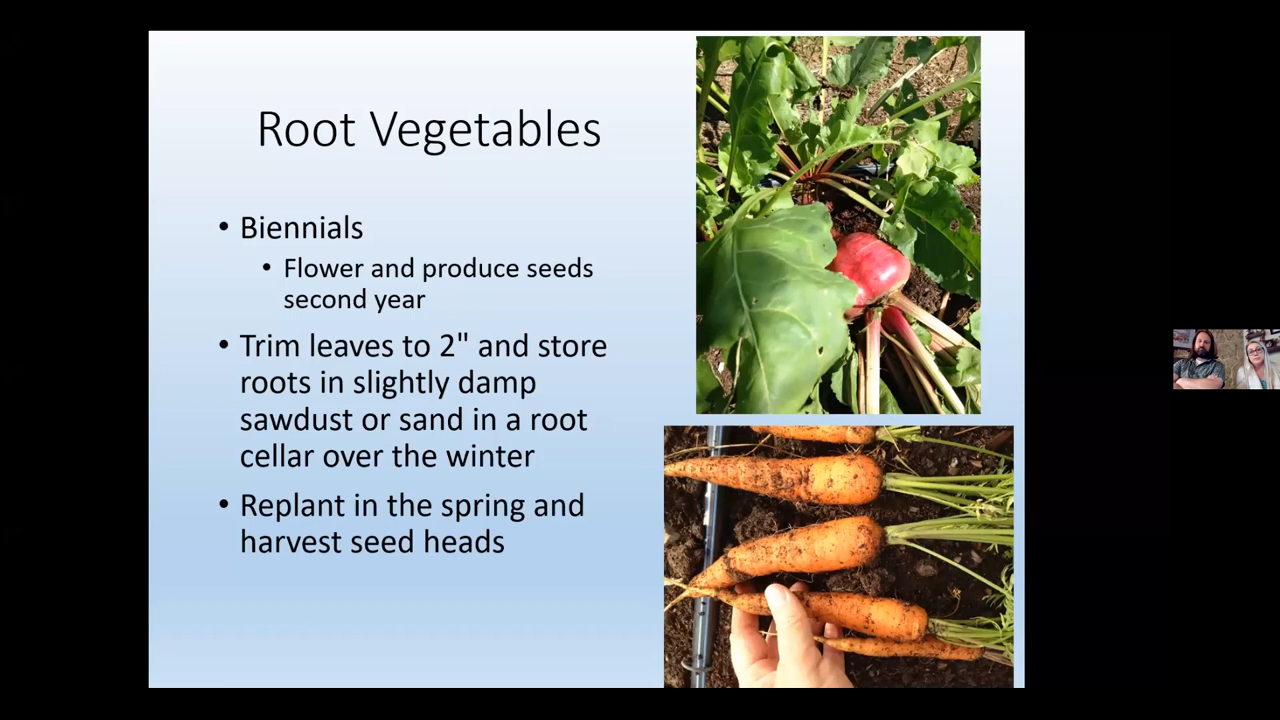 Root Vegetables
• Biennials
• Flower and produce seeds
second year
• Trim leaves to 2" and store
roots in slightly damp
sawdust or sand in a root
cellar over the winter
• Replant in the spring and
harvest seed heads